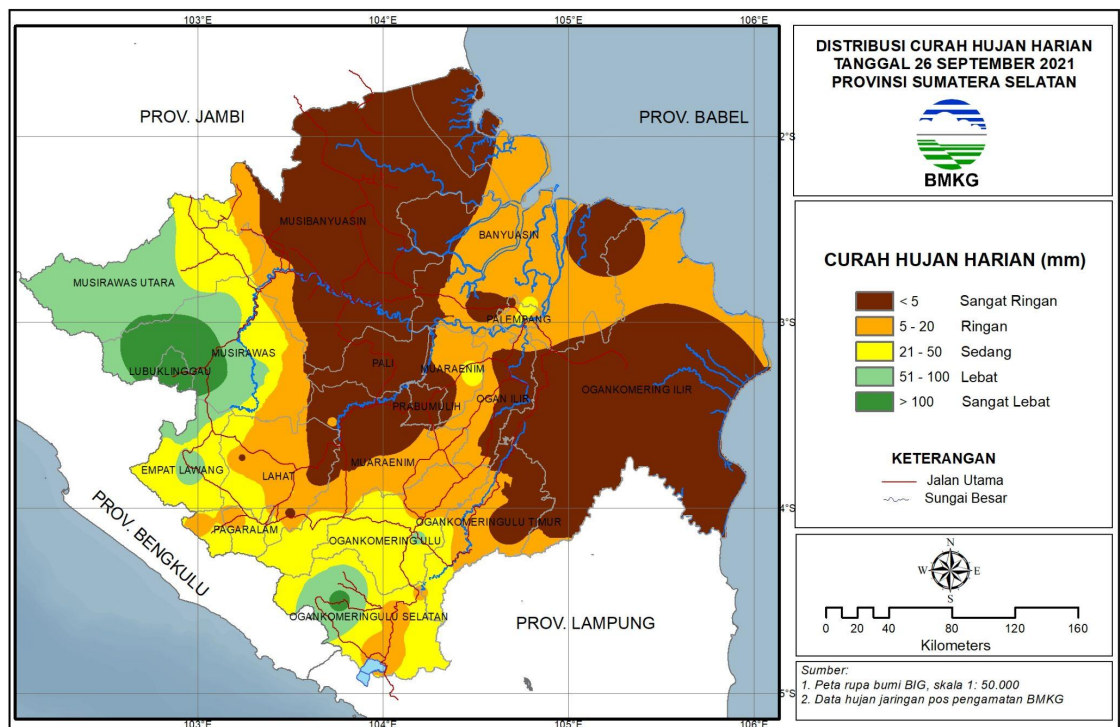 103°E 104°E 105°E 106°E
DISTRIBUSI CURAH HUJAN HARIAN
TANGGAL 26 SEPTEMBER 2021
PROVINSI SUMATERA SELATAN
BMKG
PROV. JAMBI
PROV. BABEL
2°S
MUSIBANYUASIN
BANYUASIN
MUSIRAWAS UTARA
PALEMBANG
3°S
MUSIRAWAS
LUBUKLINGGAU
PALI
MUARAENIM
PRABUMULIH
OGAN ILIR
OGANKOMERING ILIR
EMPAT LAWANG
LAHAT
MUARAENIM
4°S
PAGARALAM
OGANKOMERINGULU TIMUR
OGANKOMERING ULU
PROV. BENGKULU
OGANKOMERINGULU SELATAN
PROV. LAMPUNG
5°S
103°E 104°E 105°E 106°E
CURAH HUJAN HARIAN (mm)
< 5 Sangat Ringan
5 - 20 Ringan
21 - 50 Sedang
51 - 100 Lebat
> 100 Sangat Lebat
KETERANGAN
Jalan Utama
Sungai Besar
N
W E
S
0 20 40 80 120 160
Kilometers
Sumber:
1. Peta rupa bumi BIG, skala 1: 50.000
2. Data hujan jaringan pos pengamatan BMKG